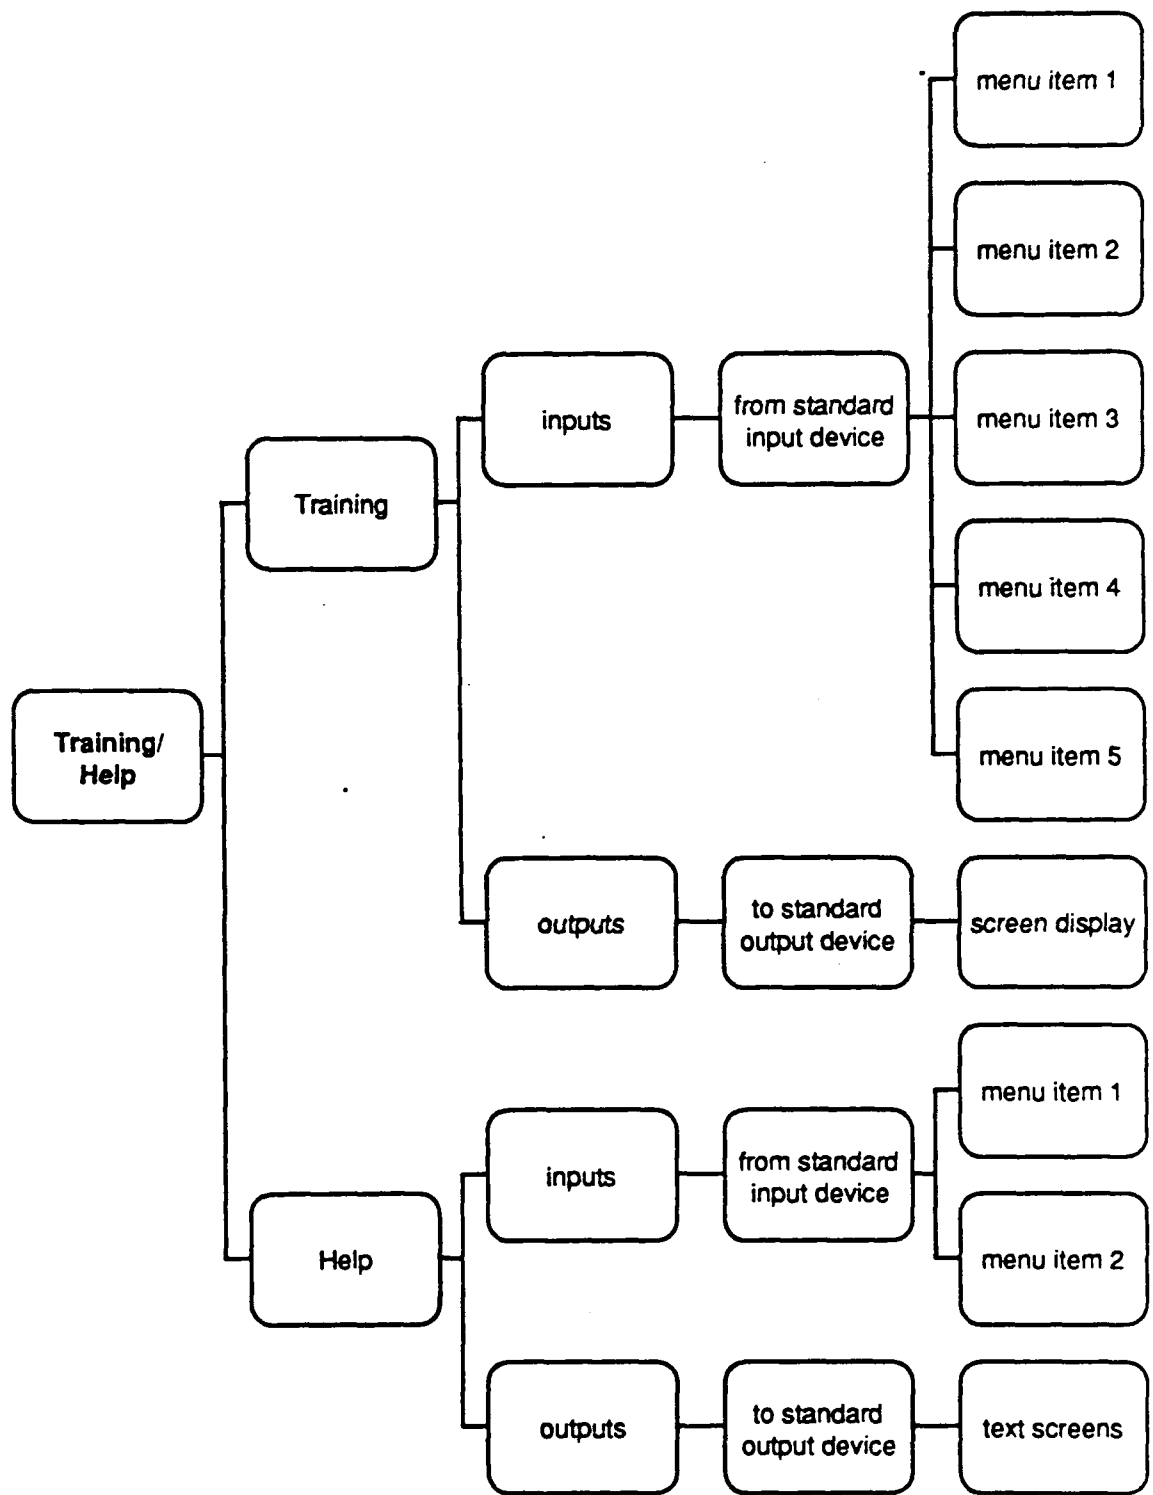 menu item 1
menu item 2
inputs
from standard
input device
menu item 3
Training
menu item 4
Training/
Help
menu item 5
outputs
to standard
output device
screen display
menu item 1
inputs
from standard
input device
Help
menu item 2
outputs
to standard
output device
text screens